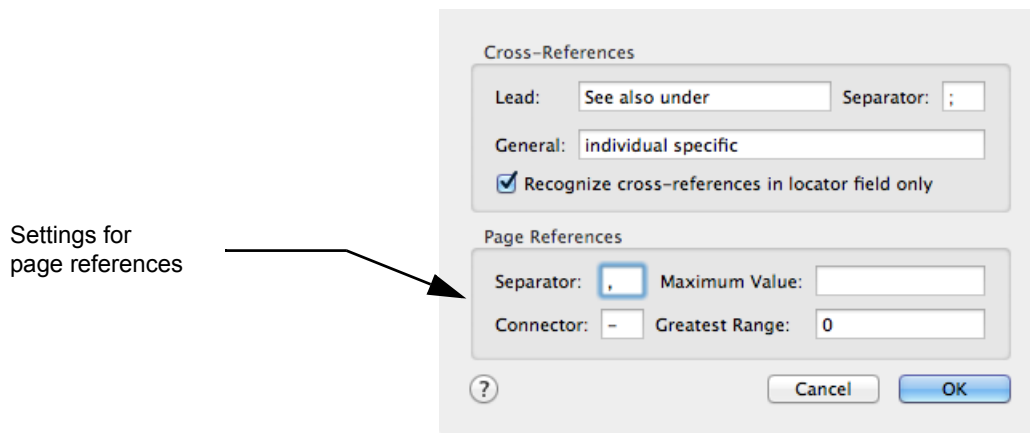 Cross-References
Lead: See also under Separator: ;
General: individual specific
Recognize cross-references in locator field only
Settings for
page references
Page References
Separator: , Maximum Value:
Connector: – Greatest Range: 0
? Cancel OK